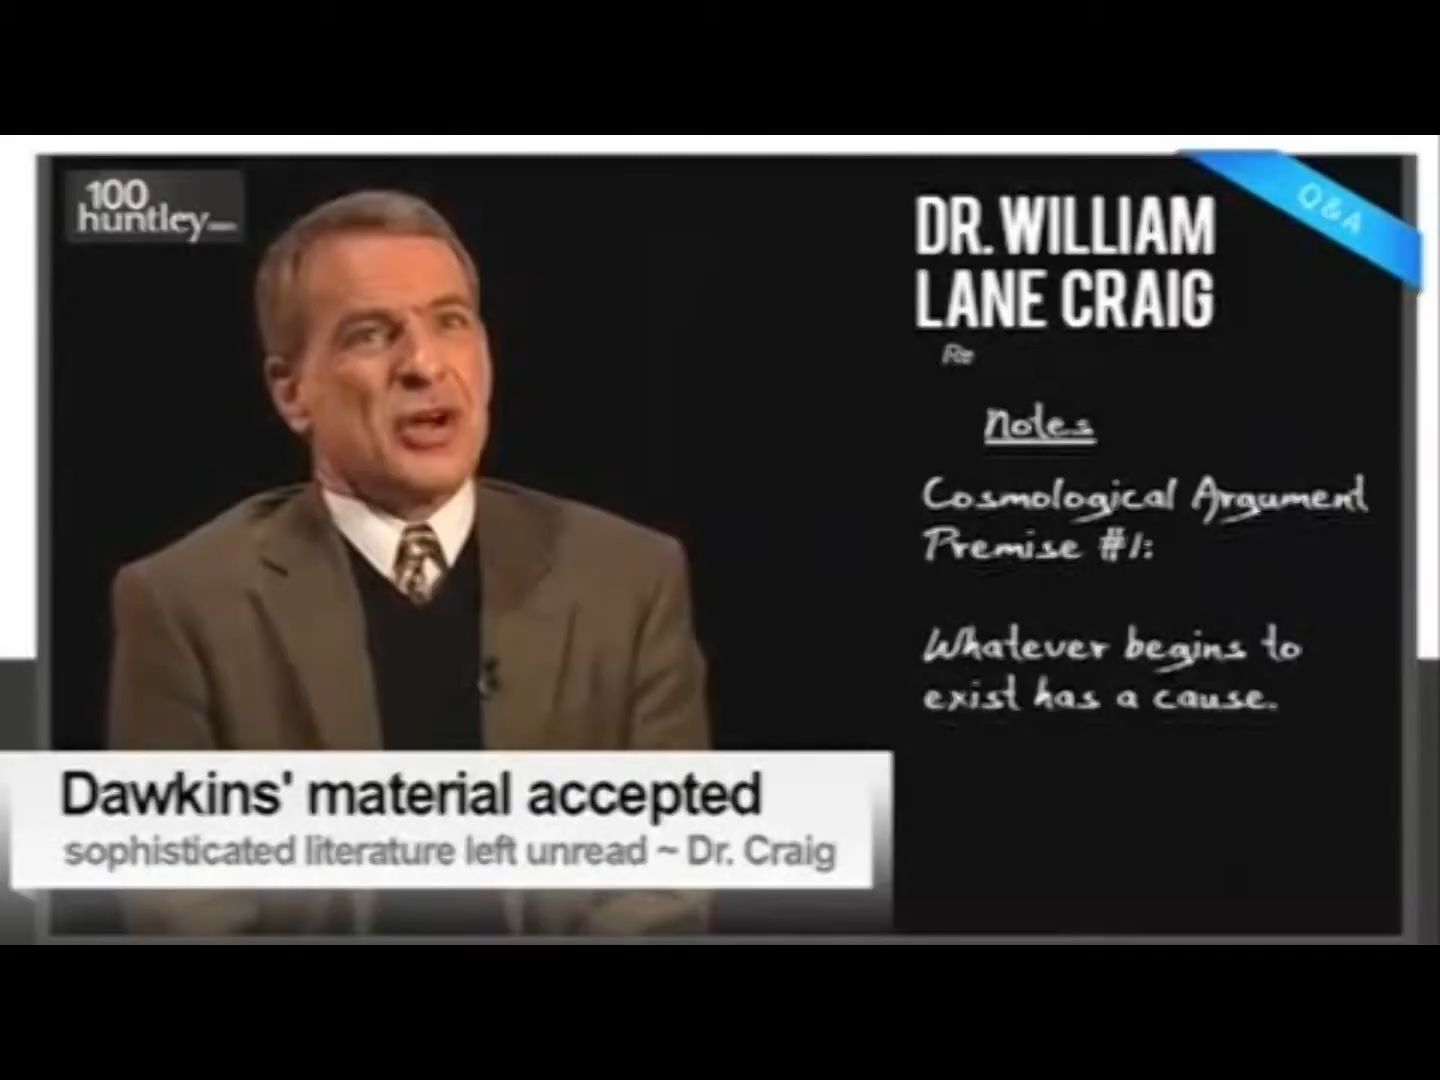 100
huntley
Q&A
DR. WILLIAM
LANE CRAIG
Re
Notes
Cosmological Argument
Premise #1:
Whatever begins to
exist has a cause.
Dawkins' material accepted
sophisticated literature left unread ~ Dr. Craig